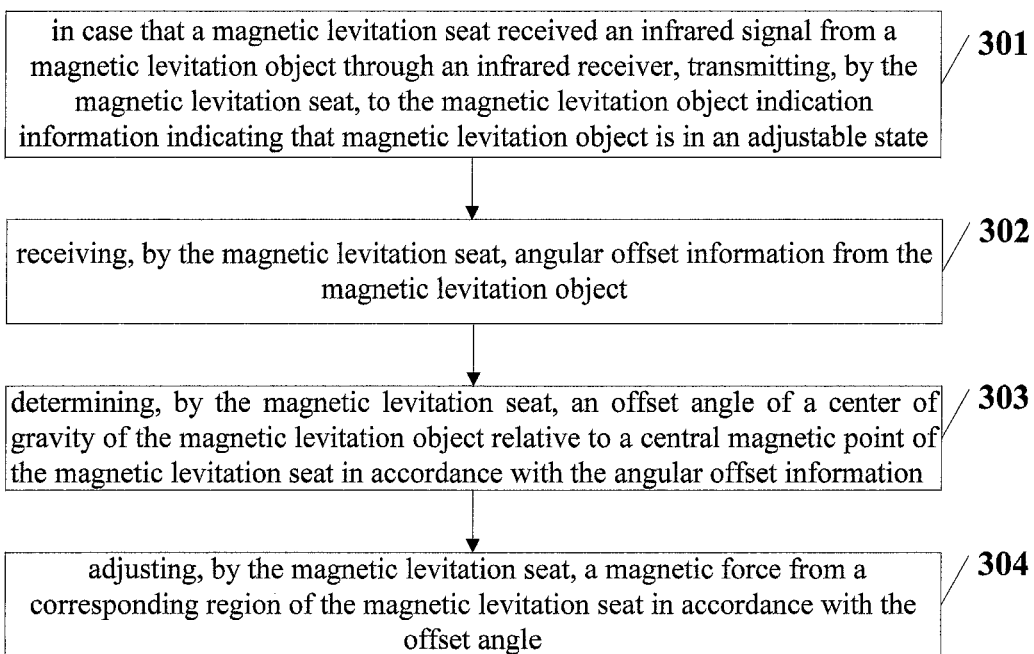 in case that a magnetic levitation seat received an infrared signal from a
magnetic levitation object through an infrared receiver, transmitting, by the
magnetic levitation seat, to the magnetic levitation object indication
information indicating that magnetic levitation object is in an adjustable state
301
receiving, by the magnetic levitation seat, angular offset information from the
magnetic levitation object
302
determining, by the magnetic levitation seat, an offset angle of a center of
gravity of the magnetic levitation object relative to a central magnetic point of
the magnetic levitation seat in accordance with the angular offset information
303
adjusting, by the magnetic levitation seat, a magnetic force from a
corresponding region of the magnetic levitation seat in accordance with the
offset angle
304